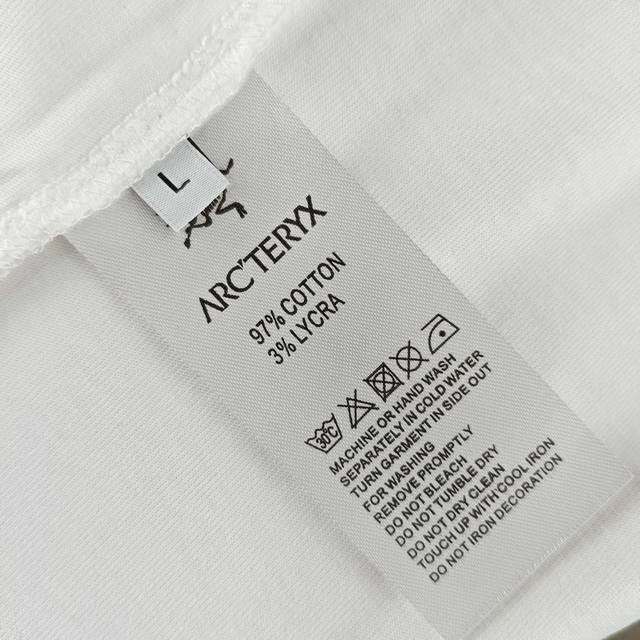 L
ARC'TERYX
97% COTTON
3% LYCRA
30°C
MACHINE OR HAND WASH
SEPARATELY IN COLD WATER
TURN GARMENT IN SIDE OUT
FOR WASHING
REMOVE PROMPTLY
DO NOT BLEACH
DO NOT TUMBLE DRY
DO NOT DRY CLEAN
TOUCH UP WITH COOL IRON
DO NOT IRON DECORATION